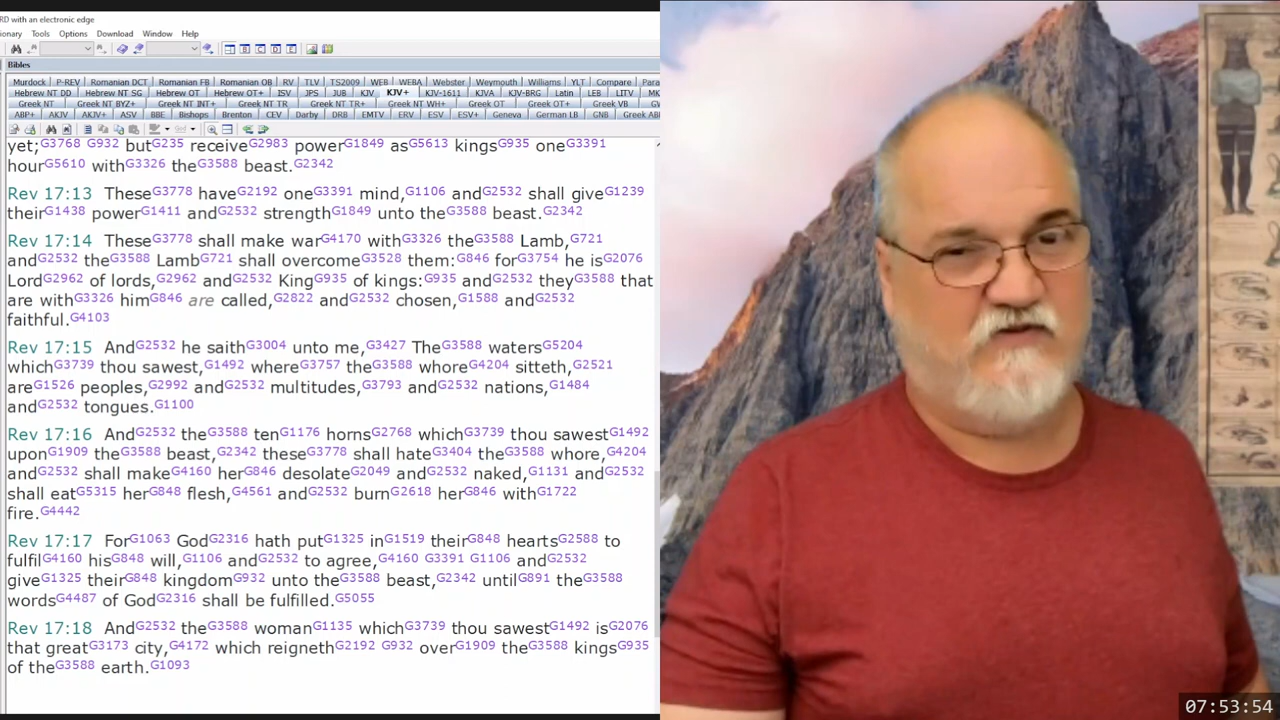 RD with an electronic edge
ionary Tools Options Download Window Help
Bibles
Murdock P-REV Romanian DCT Romanian FB Romanian OB RV TLV TS2009 WEB WEBA Webster Weymouth Williams YLT Compare Para
Hebrew NT DD Hebrew NT SG Hebrew OT Hebrew OT+ ISV JPS JUB KJV KJV+ KJV-1611 KJVA KJV-BRG Latin LEB LITV MK
Greek NT Greek NT BYZ+ Greek NT INT+ Greek NT TR Greek NT TR+ Greek NT WH+ Greek OT Greek OT+ Greek VB GW
ABP+ AKJV AKJV+ ASV BBE Bishops Brenton CEV Darby DRB EMTV ERV ESV ESV+ Geneva German LB GNB Greek AB
B C D E
yet;G3768 G932 butG235 receiveG2983 powerG1849 asG5613 kingsG935 oneG3391
hourG5610 withG3326 theG3588 beast.G2342
Rev 17:13 TheseG3778 haveG2192 oneG3391 mind,G1106 andG2532 shall giveG1239
theirG1438 powerG1411 andG2532 strengthG1849 unto theG3588 beast.G2342
Rev 17:14 TheseG3778 shall make warG4170 withG3326 theG3588 Lamb,G721
andG2532 theG3588 LambG721 shall overcomeG3528 them:G846 forG3754 he isG2076
LordG2962 of lords,G2962 andG2532 KingG935 of kings:G935 andG2532 theyG3588 that
are withG3326 himG846 are called,G2822 andG2532 chosen,G1588 andG2532
faithful.G4103
Rev 17:15 AndG2532 he saithG3004 unto me,G3427 TheG3588 watersG5204
whichG3739 thou sawest,G1492 whereG3757 theG3588 whoreG4204 sitteth,G2521
areG1526 peoples,G2992 andG2532 multitudes,G3793 andG2532 nations,G1484
andG2532 tongues.G1100
Rev 17:16 AndG2532 theG3588 tenG1176 hornsG2768 whichG3739 thou sawestG1492
uponG1909 theG3588 beast,G2342 theseG3778 shall hateG3404 theG3588 whore,G4204
andG2532 shall makeG4160 herG846 desolateG2049 andG2532 naked,G1131 andG2532
shall eatG5315 herG848 flesh,G4561 andG2532 burnG2618 herG846 withG1722
fire.G4442
Rev 17:17 ForG1063 GodG2316 hath putG1325 inG1519 theirG848 heartsG2588 to
fulfilG4160 hisG848 will,G1106 andG2532 to agree,G4160 G3391 G1106 andG2532
giveG1325 theirG848 kingdomG932 unto theG3588 beast,G2342 untilG891 theG3588
wordsG4487 of GodG2316 shall be fulfilled.G5055
Rev 17:18 AndG2532 theG3588 womanG1135 whichG3739 thou sawestG1492 isG2076
that greatG3173 city,G4172 which reignethG2192 G932 overG1909 theG3588 kingsG935
of theG3588 earth.G1093
07:53:54